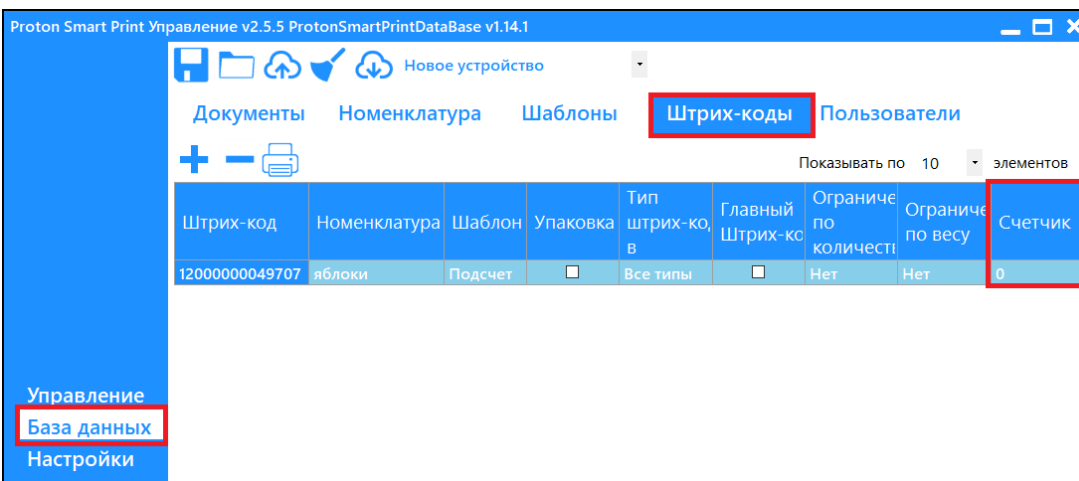 Proton Smart Print Управление v2.5.5 ProtonSmartPrintDataBase v1.14.1
Новое устройство
Документы Номенклатура Шаблоны Штрих-коды Пользователи
Показывать по 10 элементов
Штрих-код Номенклатура Шаблон Упаковка Тип штрих-ко, в Главный Штрих-кс Ограниче по количесть Ограниче по весу Счетчик
12000000049707 яблоки Подсчет Все типы Нет Нет 0
Управление
База данных
Настройки